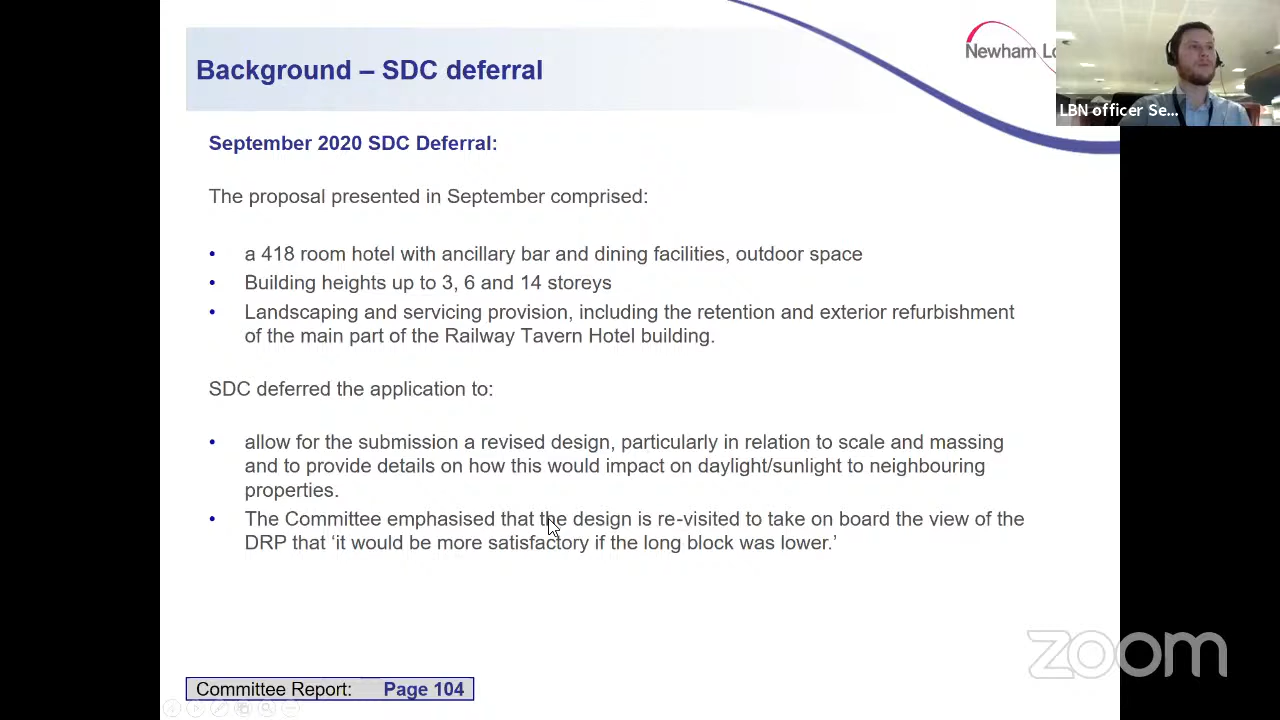 Background – SDC deferral
Newham Lo
LBN officer Se...
September 2020 SDC Deferral:
The proposal presented in September comprised:
• a 418 room hotel with ancillary bar and dining facilities, outdoor space
• Building heights up to 3, 6 and 14 storeys
• Landscaping and servicing provision, including the retention and exterior refurbishment
of the main part of the Railway Tavern Hotel building.
SDC deferred the application to:
• allow for the submission a revised design, particularly in relation to scale and massing
and to provide details on how this would impact on daylight/sunlight to neighbouring
properties.
• The Committee emphasised that the design is re-visited to take on board the view of the
DRP that ‘it would be more satisfactory if the long block was lower.’
zoom
Committee Report: Page 104